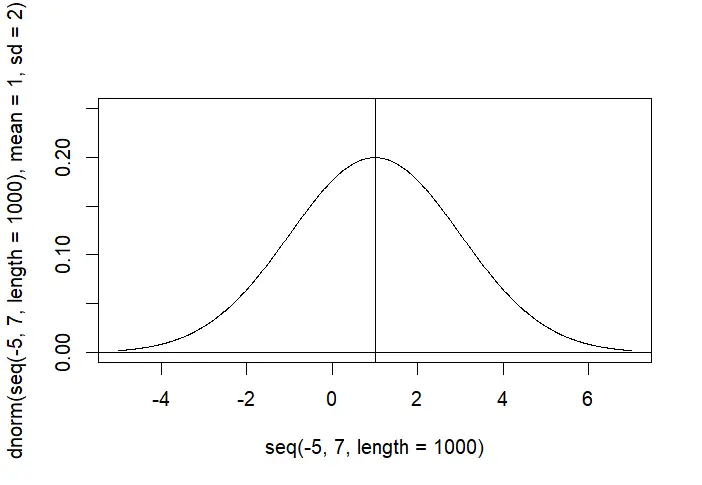 dnorm(seq(-5, 7, length = 1000), mean = 1, sd = 2)
0.20
0.10
0.00
-4 -2 0 2 4 6
seq(-5, 7, length = 1000)